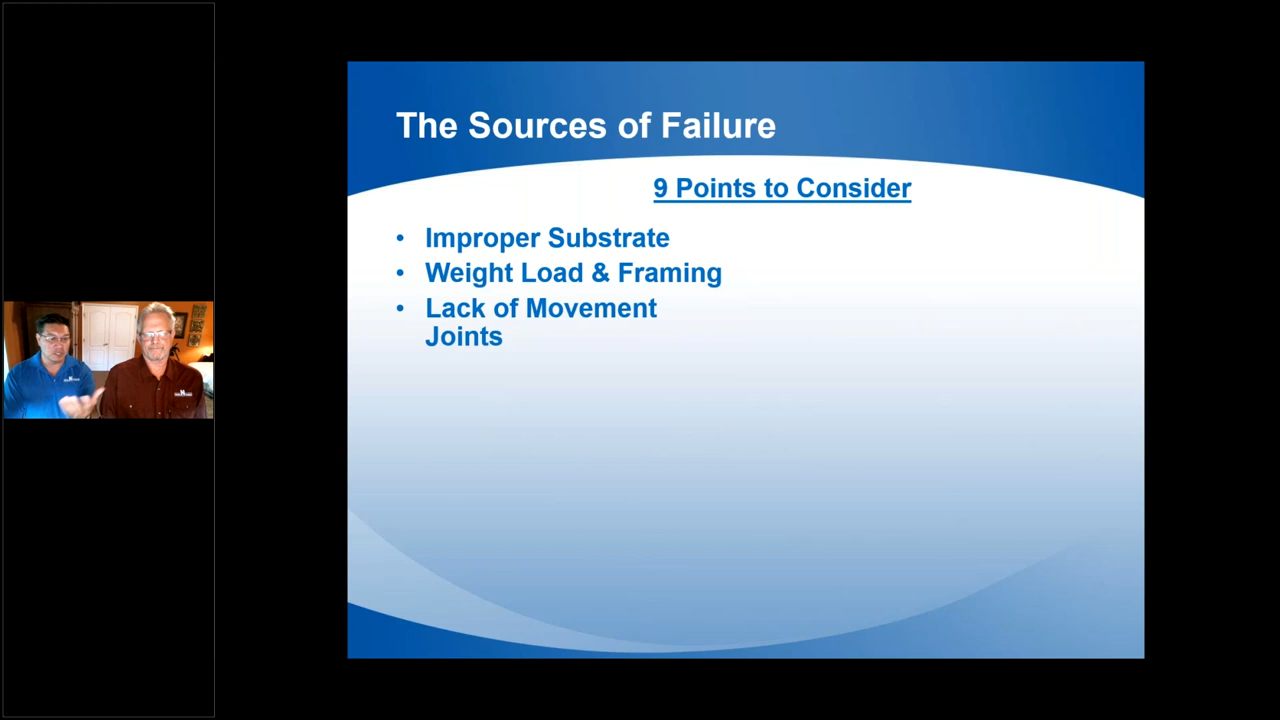 The Sources of Failure
9 Points to Consider
• Improper Substrate
• Weight Load & Framing
• Lack of Movement
Joints